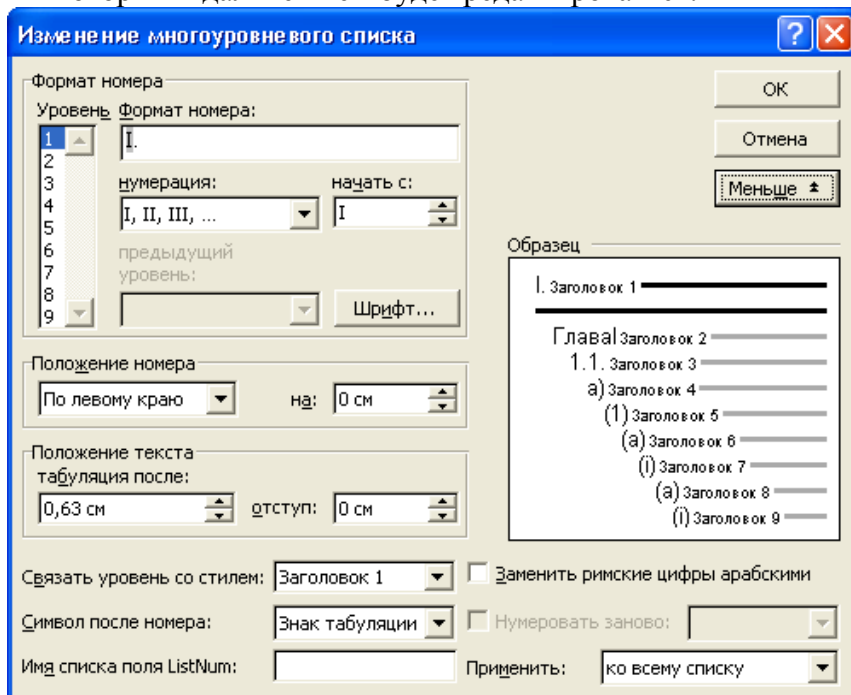 Изменение многоуровневого списка
Формат номера
Уровень Формат номера:
1
2
3
4
5
6
7
8
9
I.
нумерация: начать с:
I, II, III, ... I
предыдущий
уровень:
Шрифт...
ОК
Отмена
Меньше
Образец
I. Заголовок 1
ГлаваI Заголовок 2
1.1. Заголовок 3
а) Заголовок 4
(1) Заголовок 5
(a) Заголовок 6
(i) Заголовок 7
(a) Заголовок 8
(i) Заголовок 9
Положение номера
По левому краю на: 0 см
Положение текста
табуляция после:
0,63 см отступ: 0 см
Связать уровень со стилем: Заголовок 1 Заменить римские цифры арабскими
Символ после номера: Знак табуляции Нумеровать заново:
Имя списка поля ListNum: Применить: ко всему списку